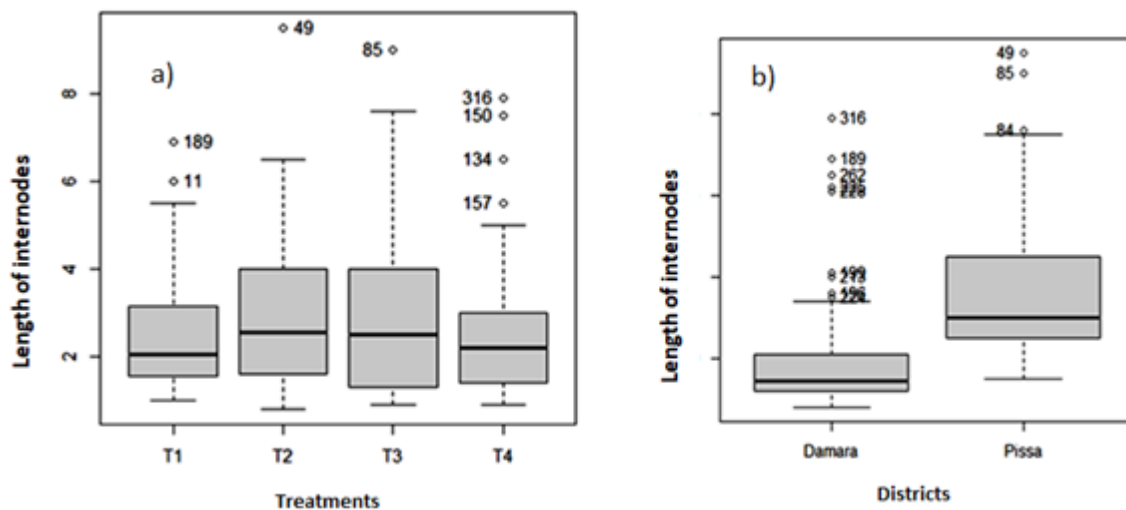 a)
Length of internodes
8
6
4
2
189
11
49
85
316
150
134
157
T1 T2 T3 T4
Treatments
b)
Length of internodes
316
189
262
49
85
84
Damara Pissa
Districts